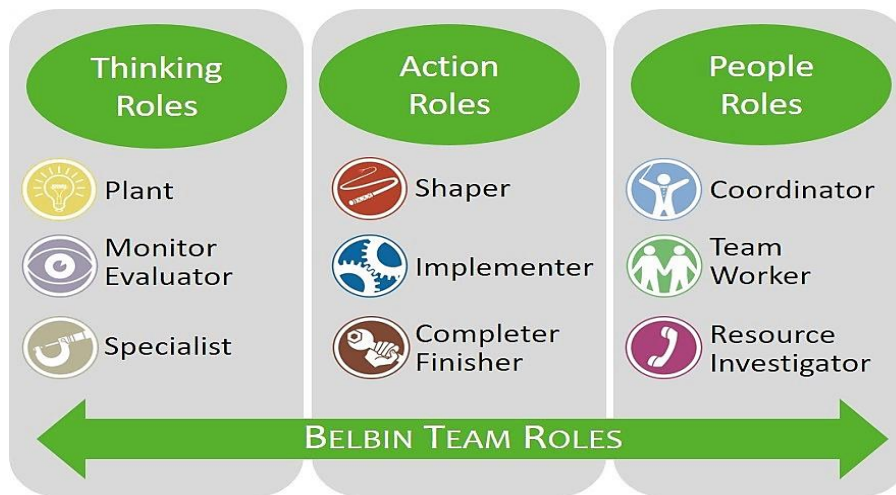 Thinking
Roles
Plant
Monitor
Evaluator
Specialist
Action
Roles
Shaper
Implementer
Completer
Finisher
People
Roles
Coordinator
Team
Worker
Resource
Investigator
BELBIN TEAM ROLES